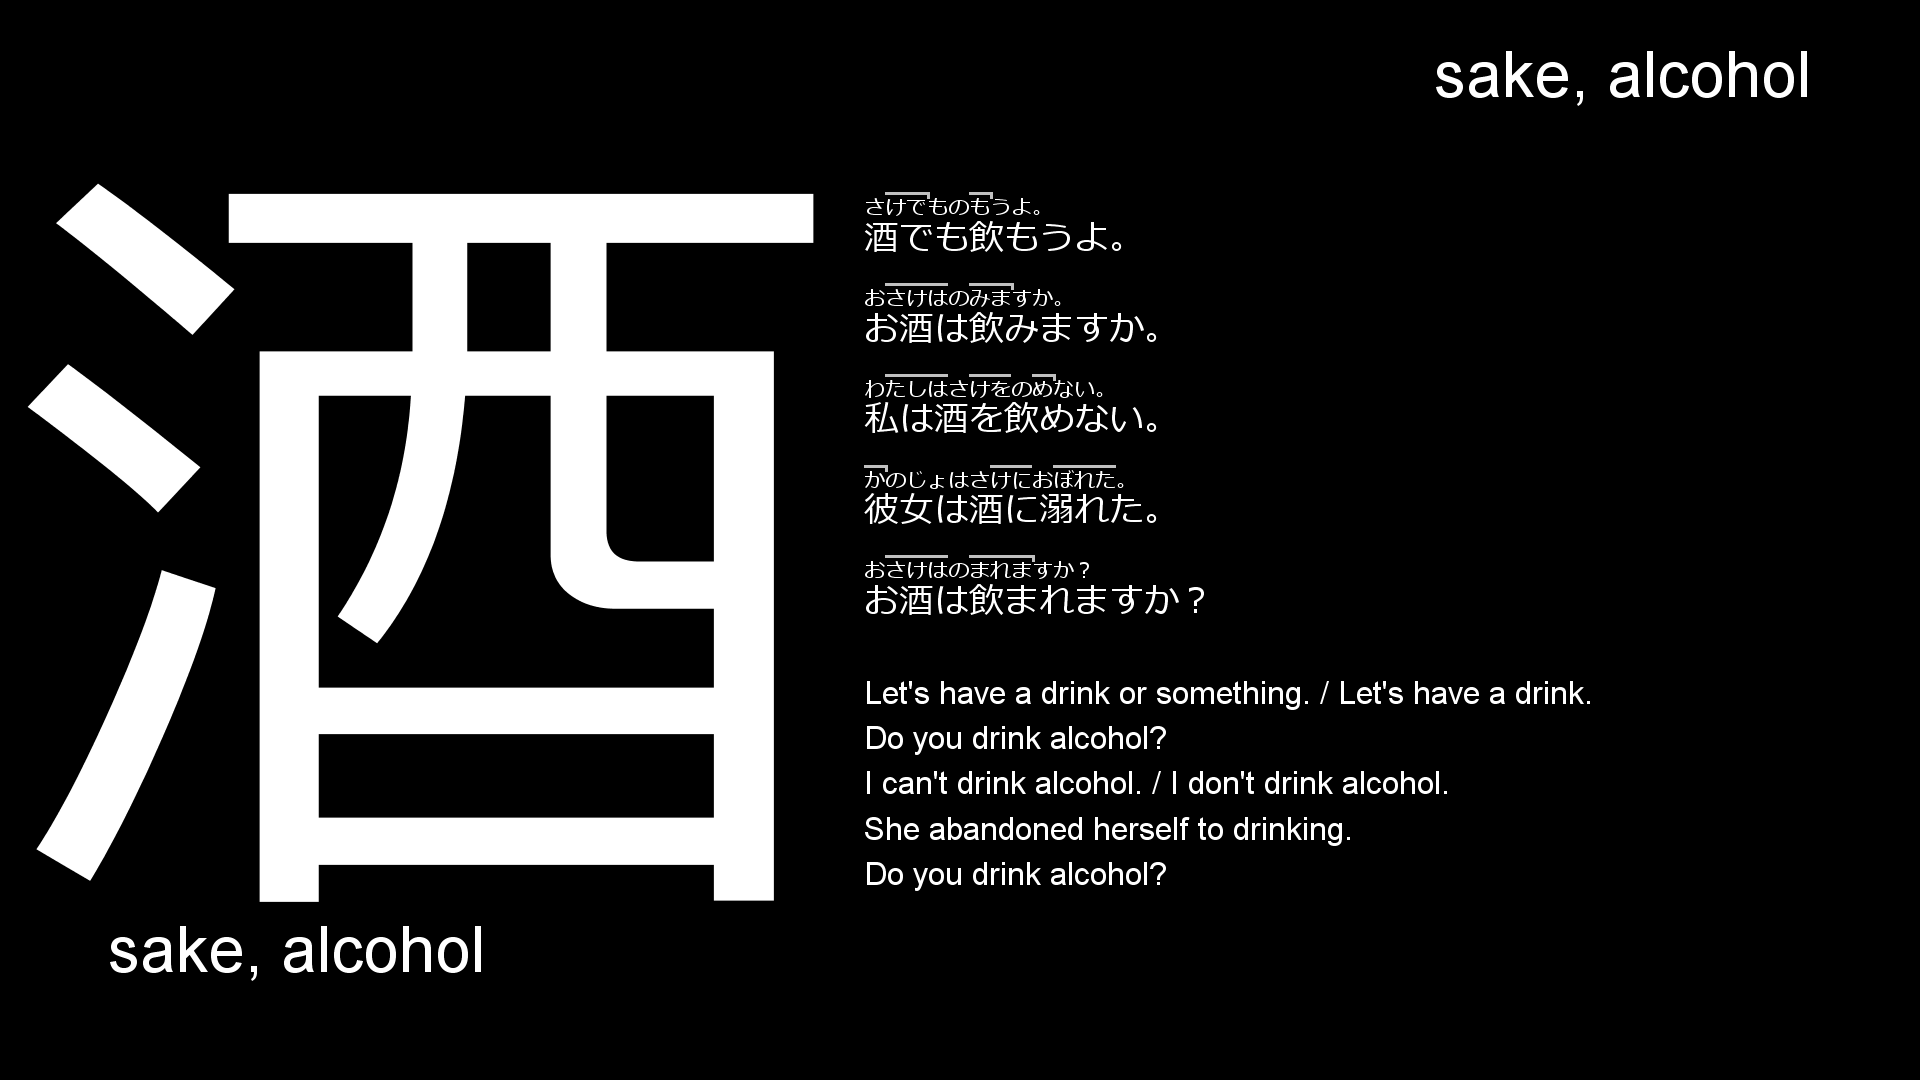 sake, alcohol
酒
さけでものもうよ。
酒でも飲もうよ。
おさけはのみますか。
お酒は飲みますか。
わたしはさけをのめない。
私は酒を飲めない。
かのじょはさけにおぼれた。
彼女は酒に溺れた。
おさけはのまれますか？
お酒は飲まれますか？
Let's have a drink or something. / Let's have a drink.
Do you drink alcohol?
I can't drink alcohol. / I don't drink alcohol.
She abandoned herself to drinking.
Do you drink alcohol?
sake, alcohol